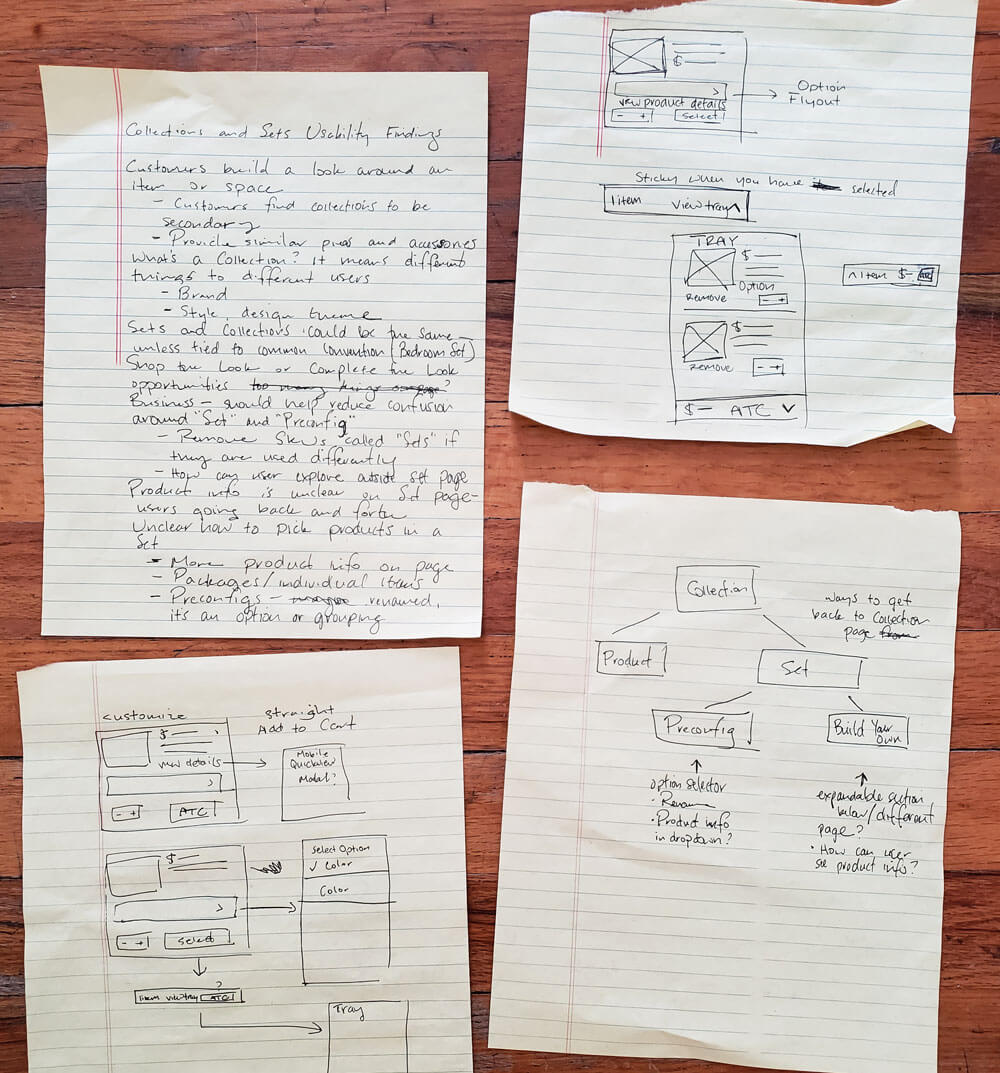 Collections and Sets Usability Findings
Customers build a look around an
item or space
- Customers find collections to be
secondary
- Provide similar pieces and accessories
What's a Collection? It means different
things to different users
- Brand
- Style, design theme
Sets and Collections could be the same
unless tied to common convention (Bedroom Set)
Shop the Look or Complete the Look
opportunities ?
Business - should help reduce confusion
around "Set" and "Preconfig"
- Remove Skus called "Sets" if
they are used differently
- How can user explore outside set page
Product info is unclear on Set page-
users going back and forth
Unclear how to pick products in a
Set
- More product info on page
- Packages/individual items
- Preconfigs - renamed,
it's an option or grouping
$ -
>
view product details
- +
Select
Option
Flyout
Sticky when you have selected
1 item view tray ^
TRAY
$ -
Option
Remove
- +
$ -
Remove
- +
$ - ATC ✓
^ Item $ -
customize
straight
Add to Cart
$ -
view details
>
- +
ATC
Mobile
Quickview
Modal?
$ -
>
- +
Select
Select Option
✓ Color
Color
?
1 item view tray ATC
Tray
Collection
ways to get
back to Collection
page from
Product
Set
Preconfig
Build Your
Own
option selector
• Rename
• Product info
in dropdown?
expandable section
below/different
page?
• How can user
see product info?